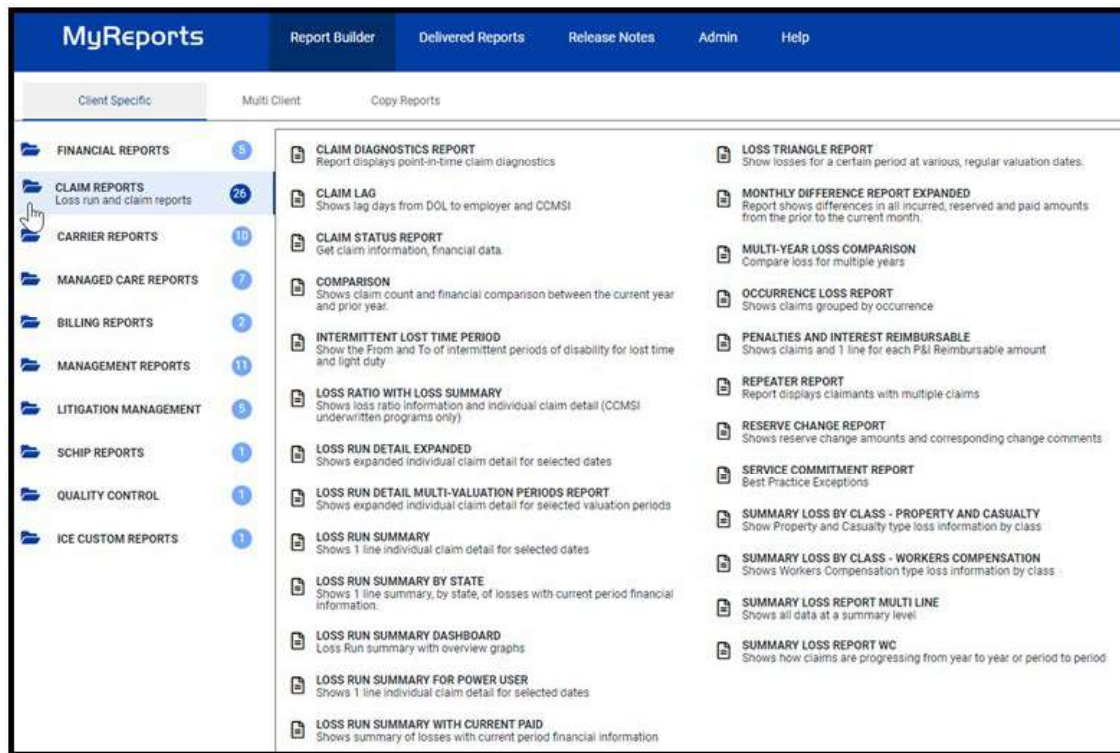 MyReports
Report Builder
Delivered Reports
Release Notes
Admin
Help
Client Specific
Multi Client
Copy Reports
FINANCIAL REPORTS
5
CLAIM REPORTS
Loss run and claim reports
26
CARRIER REPORTS
10
MANAGED CARE REPORTS
7
BILLING REPORTS
2
MANAGEMENT REPORTS
11
LITIGATION MANAGEMENT
5
SCHIP REPORTS
1
QUALITY CONTROL
1
ICE CUSTOM REPORTS
1
CLAIM DIAGNOSTICS REPORT
Report displays point-in-time claim diagnostics
CLAIM LAG
Shows lag days from DOL to employer and CCMSI
CLAIM STATUS REPORT
Get claim information, financial data.
COMPARISON
Shows claim count and financial comparison between the current year
and prior year.
INTERMITTENT LOST TIME PERIOD
Show the From and To of intermittent periods of disability for lost time
and light duty
LOSS RATIO WITH LOSS SUMMARY
Shows loss ratio information and individual claim detail (CCMSI
underwritten programs only)
LOSS RUN DETAIL EXPANDED
Shows expanded individual claim detail for selected dates
LOSS RUN DETAIL MULTI-VALUATION PERIODS REPORT
Shows expanded individual claim detail for selected valuation periods
LOSS RUN SUMMARY
Shows 1 line individual claim detail for selected dates
LOSS RUN SUMMARY BY STATE
Shows 1 line summary, by state, of losses with current period financial
information.
LOSS RUN SUMMARY DASHBOARD
Loss Run summary with overview graphs
LOSS RUN SUMMARY FOR POWER USER
Shows 1 line individual claim detail for selected dates
LOSS RUN SUMMARY WITH CURRENT PAID
Shows summary of losses with current period financial information
LOSS TRIANGLE REPORT
Show losses for a certain period at various, regular valuation dates.
MONTHLY DIFFERENCE REPORT EXPANDED
Report shows differences in all incurred, reserved and paid amounts
from the prior to the current month.
MULTI-YEAR LOSS COMPARISON
Compare loss for multiple years
OCCURRENCE LOSS REPORT
Shows claims grouped by occurrence
PENALTIES AND INTEREST REIMBURSABLE
Shows claims and 1 line for each P&I Reimbursable amount
REPEATER REPORT
Report displays claimants with multiple claims
RESERVE CHANGE REPORT
Shows reserve change amounts and corresponding change comments
SERVICE COMMITMENT REPORT
Best Practice Exceptions
SUMMARY LOSS BY CLASS - PROPERTY AND CASUALTY
Show Property and Casualty type loss information by class
SUMMARY LOSS BY CLASS - WORKERS COMPENSATION
Shows Workers Compensation type loss information by class
SUMMARY LOSS REPORT MULTI LINE
Shows all data at a summary level
SUMMARY LOSS REPORT WC
Shows how claims are progressing from year to year or period to period